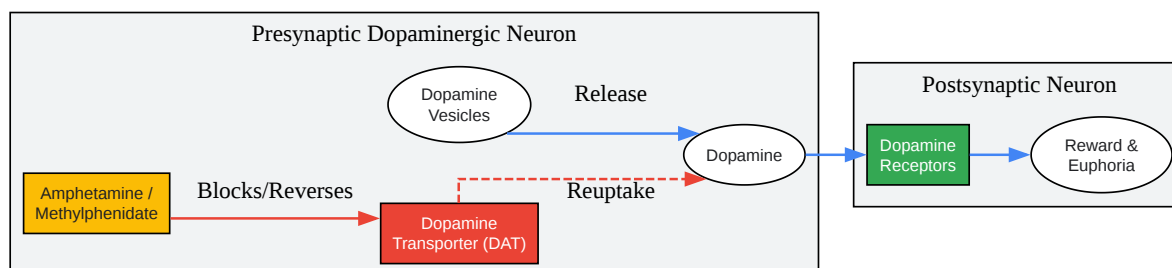 Presynaptic Dopaminergic Neuron
Dopamine
Vesicles
Release
Dopamine
Amphetamine /
Methylphenidate
Blocks/Reverses
Dopamine
Transporter (DAT)
Reuptake
Postsynaptic Neuron
Dopamine
Receptors
Reward &
Euphoria